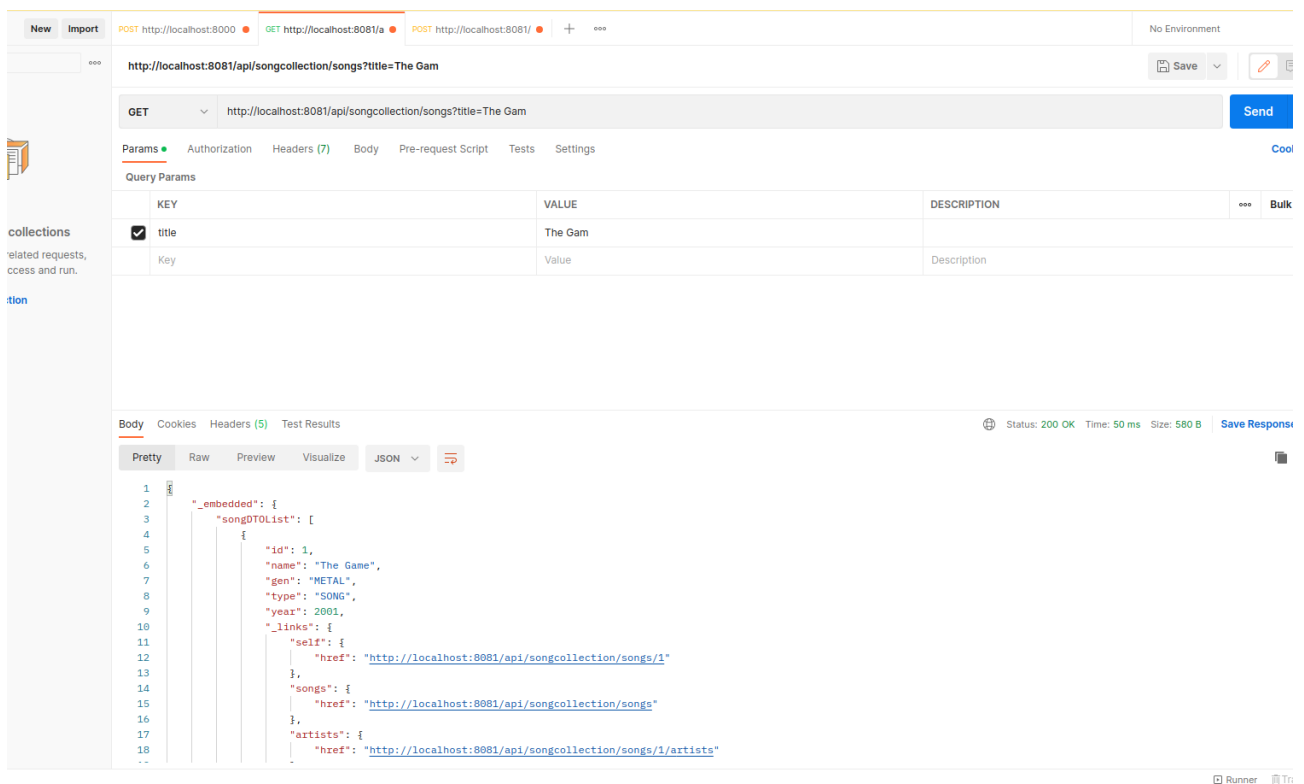 New Import POST http://localhost:8000 GET http://localhost:8081/a POST http://localhost:8081/ No Environment
http://localhost:8081/api/songcollection/songs?title=The Gam Save
GET http://localhost:8081/api/songcollection/songs?title=The Gam Send
Params Authorization Headers (7) Body Pre-request Script Tests Settings Cool
Query Params
KEY VALUE DESCRIPTION Bulk
title The Gam
Key Value Description
collections
related requests,
ccess and run.
ction
Body Cookies Headers (5) Test Results Status: 200 OK Time: 50 ms Size: 580 B Save Response
Pretty Raw Preview Visualize JSON
1 {
2 "_embedded": {
3 "songDTOList": [
4 {
5 "id": 1,
6 "name": "The Game",
7 "gen": "METAL",
8 "type": "SONG",
9 "year": 2001,
10 "_links": {
11 "self": {
12 "href": "http://localhost:8081/api/songcollection/songs/1"
13 },
14 "songs": {
15 "href": "http://localhost:8081/api/songcollection/songs"
16 },
17 "artists": {
18 "href": "http://localhost:8081/api/songcollection/songs/1/artists"
Runner Tra